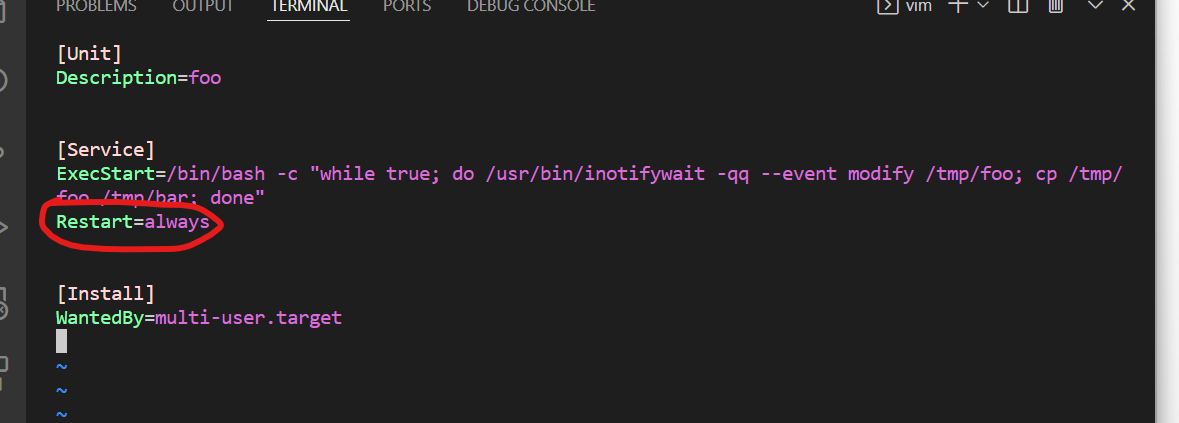 PROBLEMS OUTPUT TERMINAL PORTS DEBUG CONSOLE vim
[Unit]
Description=foo
[Service]
ExecStart=/bin/bash -c "while true; do /usr/bin/inotifywait -qq --event modify /tmp/foo; cp /tmp/
foo /tmp/bar; done"
Restart=always
[Install]
WantedBy=multi-user.target
~
~
~